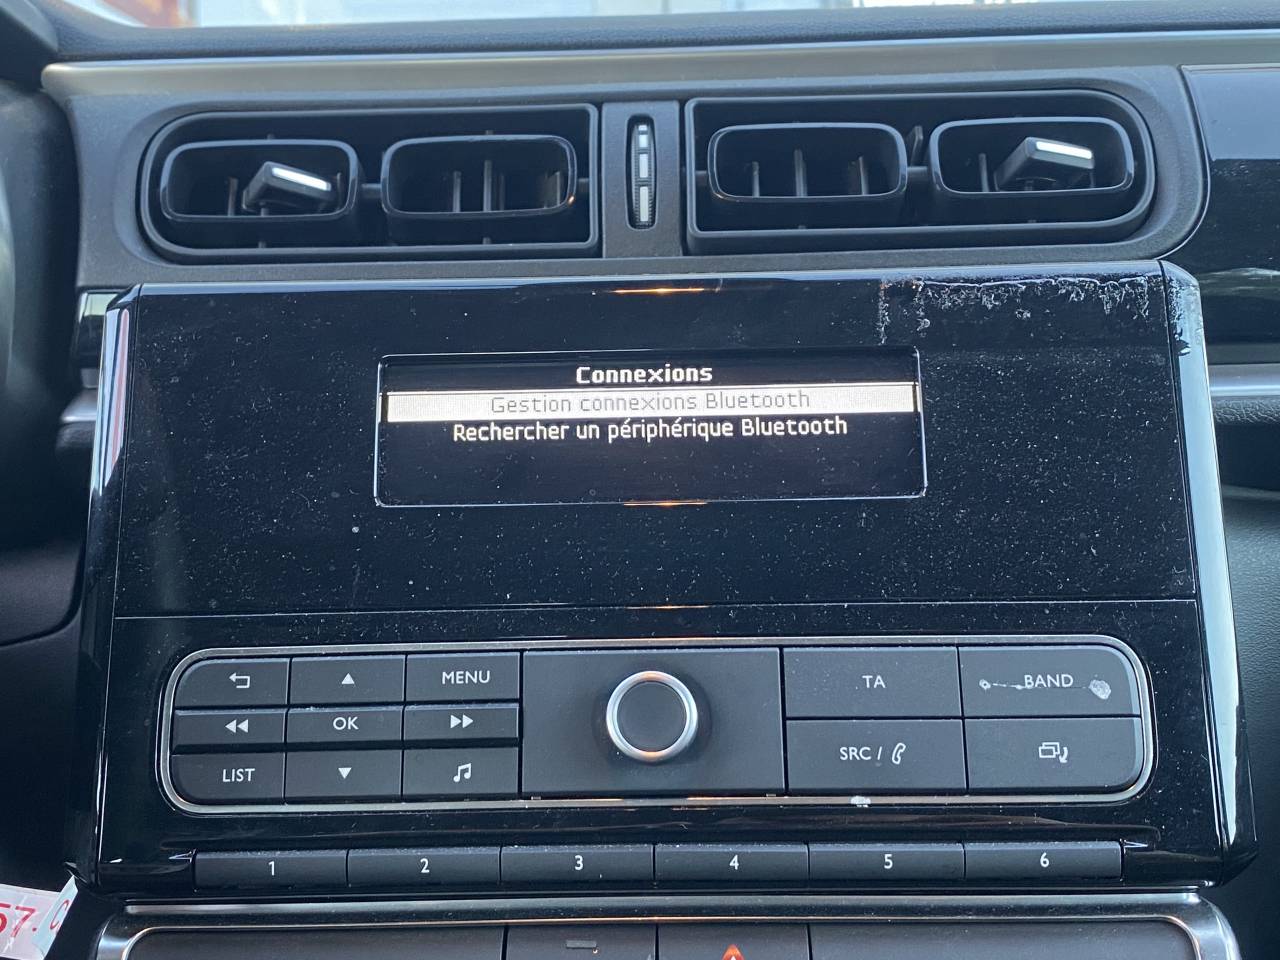 Connexions
Gestion connexions Bluetooth
Rechercher un périphérique Bluetooth
MENU
TA
BAND
OK
SRC /
LIST
1 2 3 4 5 6
57.